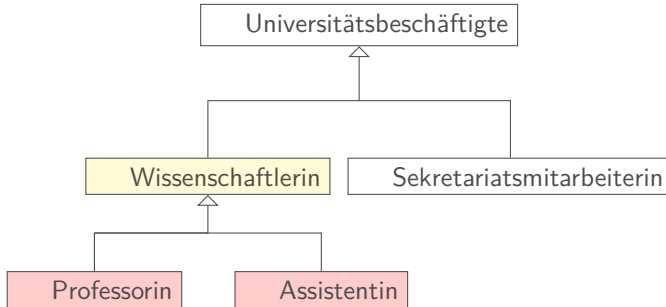 Universitätsbeschäftigte
Wissenschaftlerin
Sekretariatsmitarbeiterin
Professorin
Assistentin